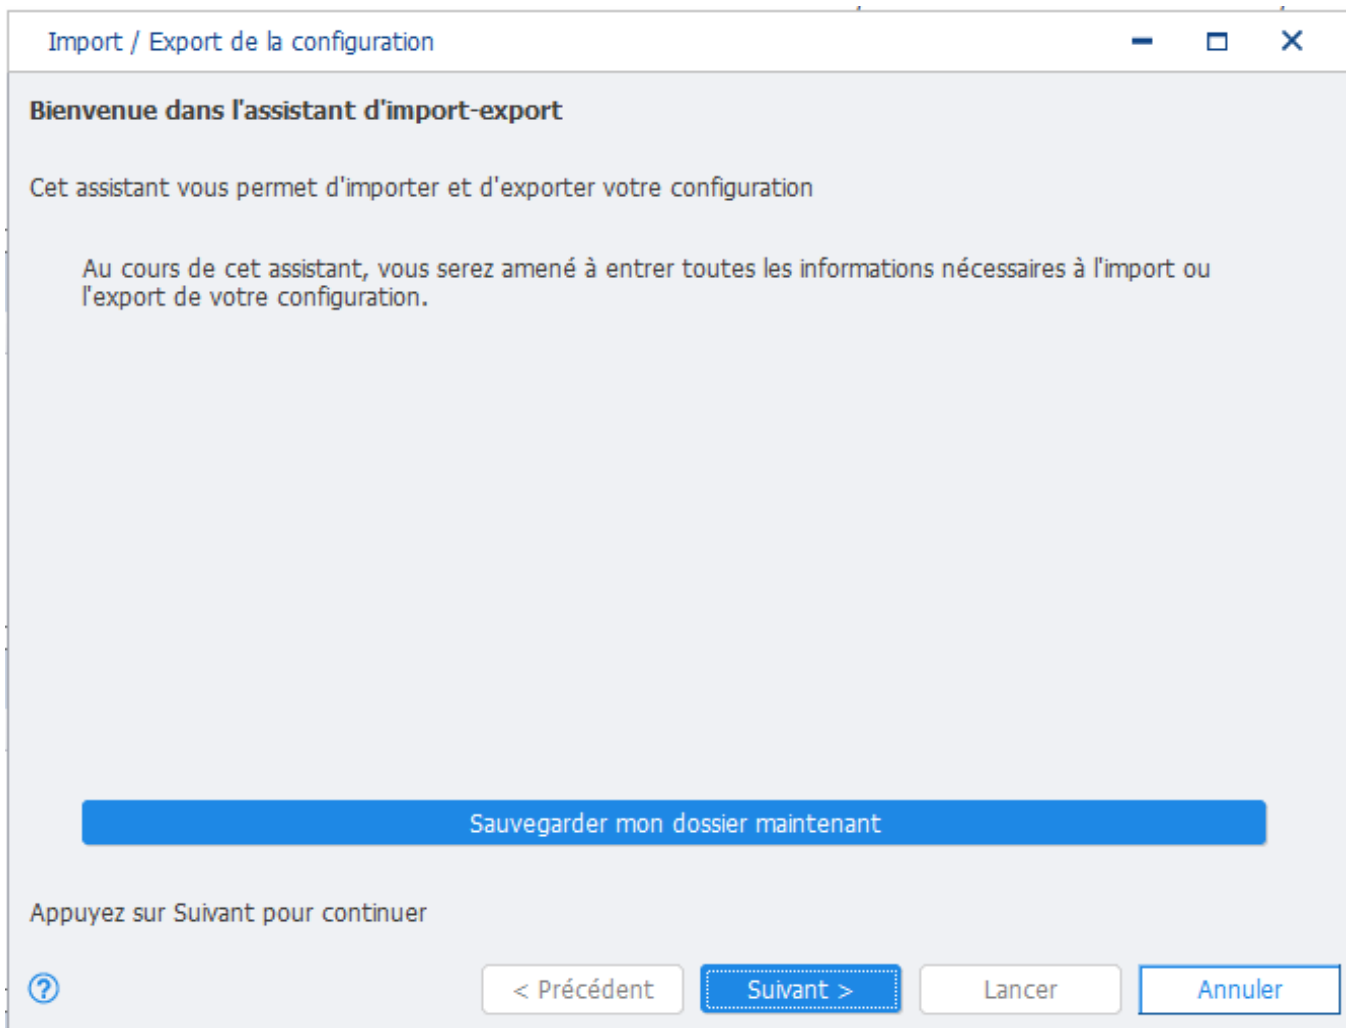 Import / Export de la configuration
Bienvenue dans l'assistant d'import-export
Cet assistant vous permet d'importer et d'exporter votre configuration
Au cours de cet assistant, vous serez amené à entrer toutes les informations nécessaires à l'import ou
l'export de votre configuration.
Sauvegarder mon dossier maintenant
Appuyez sur Suivant pour continuer
? < Précédent Suivant > Lancer Annuler